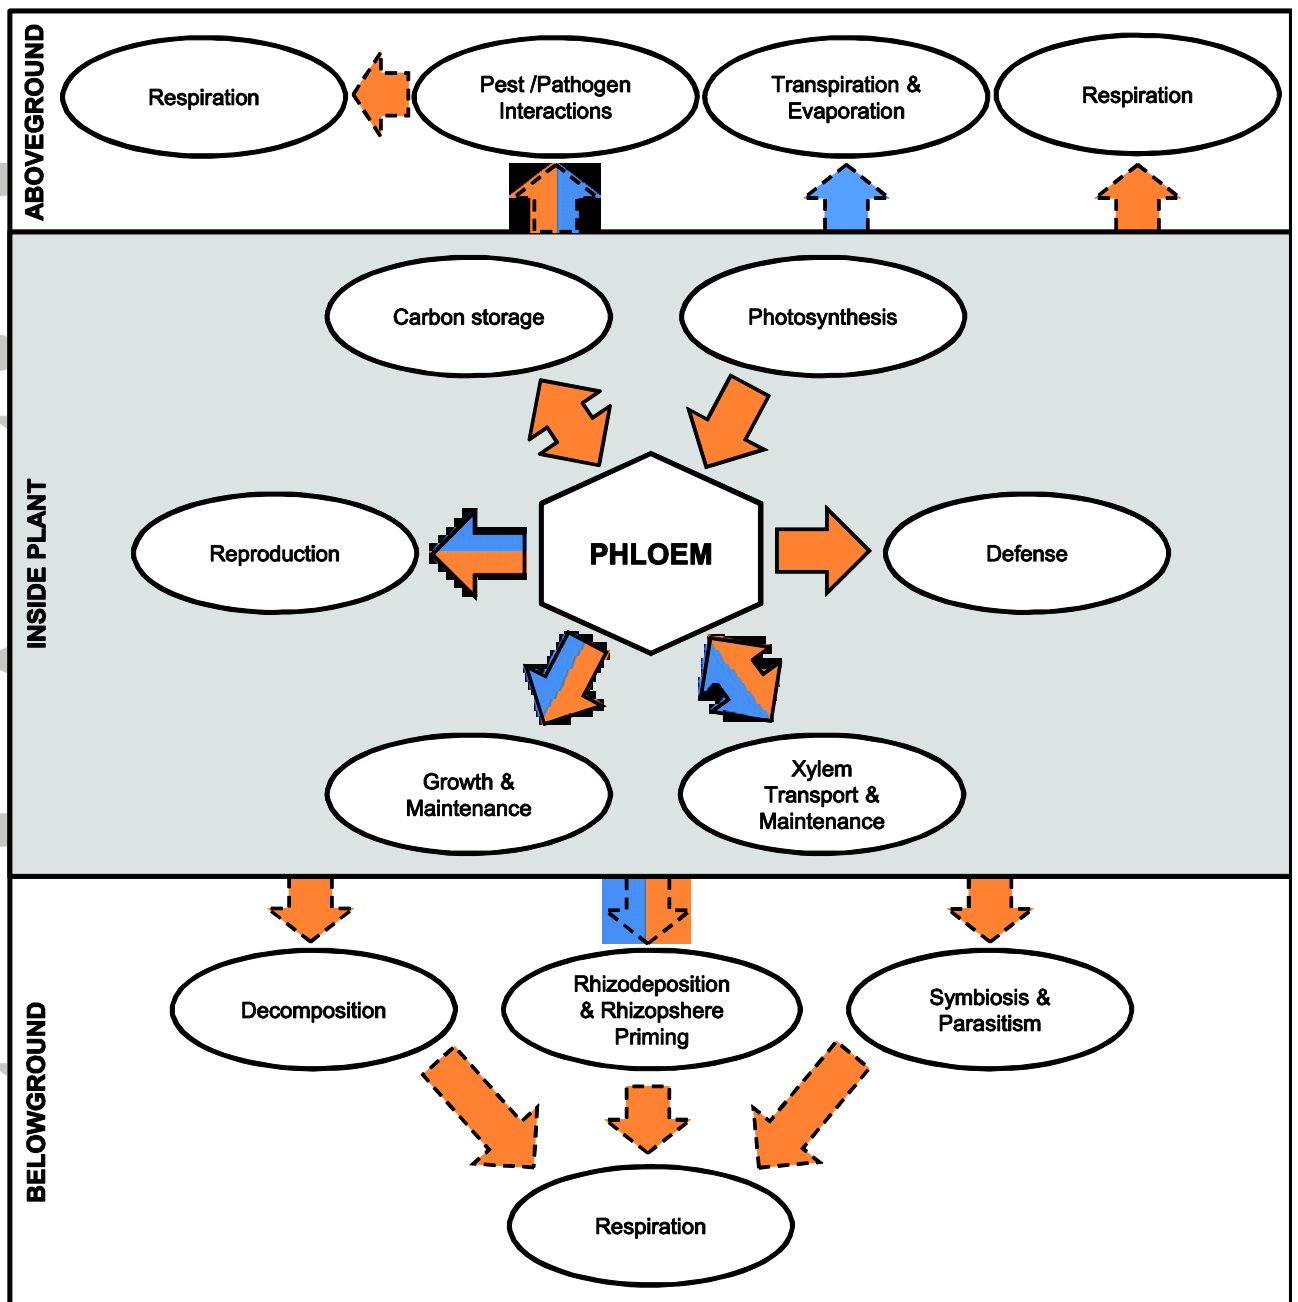 ABOVEGROUND
Respiration
Pest /Pathogen
Interactions
Transpiration &
Evaporation
Respiration
INSIDE PLANT
Carbon storage
Photosynthesis
Reproduction
PHLOEM
Defense
Growth &
Maintenance
Xylem
Transport &
Maintenance
BELOWGROUND
Decomposition
Rhizodeposition
& Rhizopshere
Priming
Symbiosis &
Parasitism
Respiration